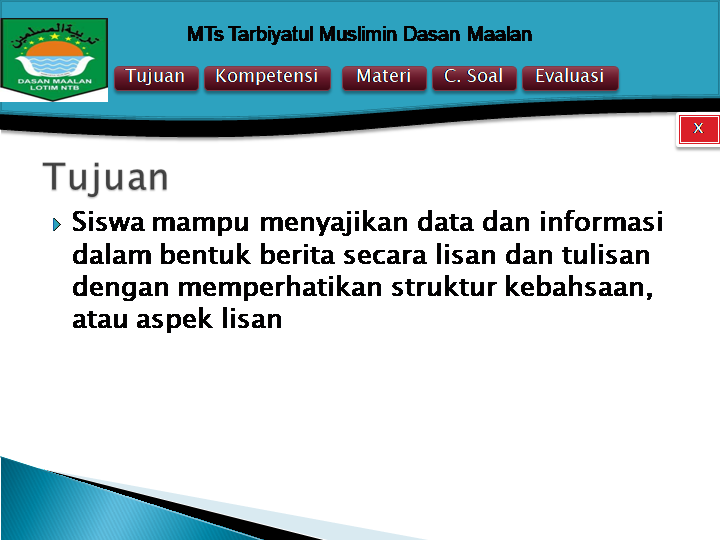 MTs Tarbiyatul Muslimin Dasan Maalan
تربية المسلمين
DASAN MAALAN
LOTIM NTB
Tujuan
Kompetensi
Materi
C. Soal
Evaluasi
X
Tujuan
Siswa mampu menyajikan data dan informasi
dalam bentuk berita secara lisan dan tulisan
dengan memperhatikan struktur kebahsaan,
atau aspek lisan